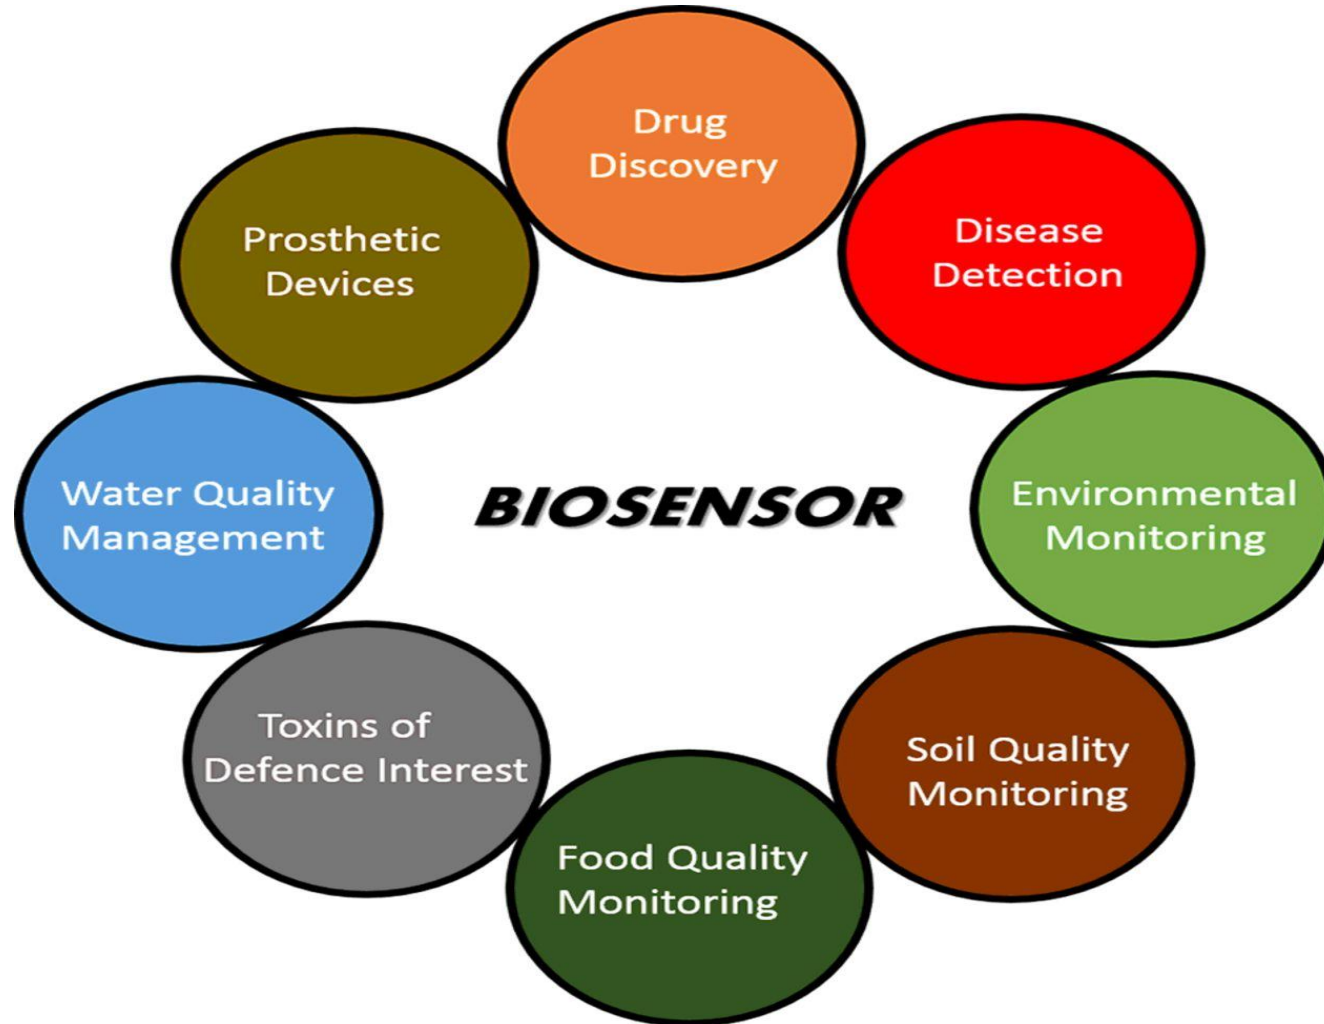 Drug
Discovery
Disease
Detection
Prosthetic
Devices
Environmental
Monitoring
BIOSENSOR
Water Quality
Management
Soil Quality
Monitoring
Toxins of
Defence Interest
Food Quality
Monitoring